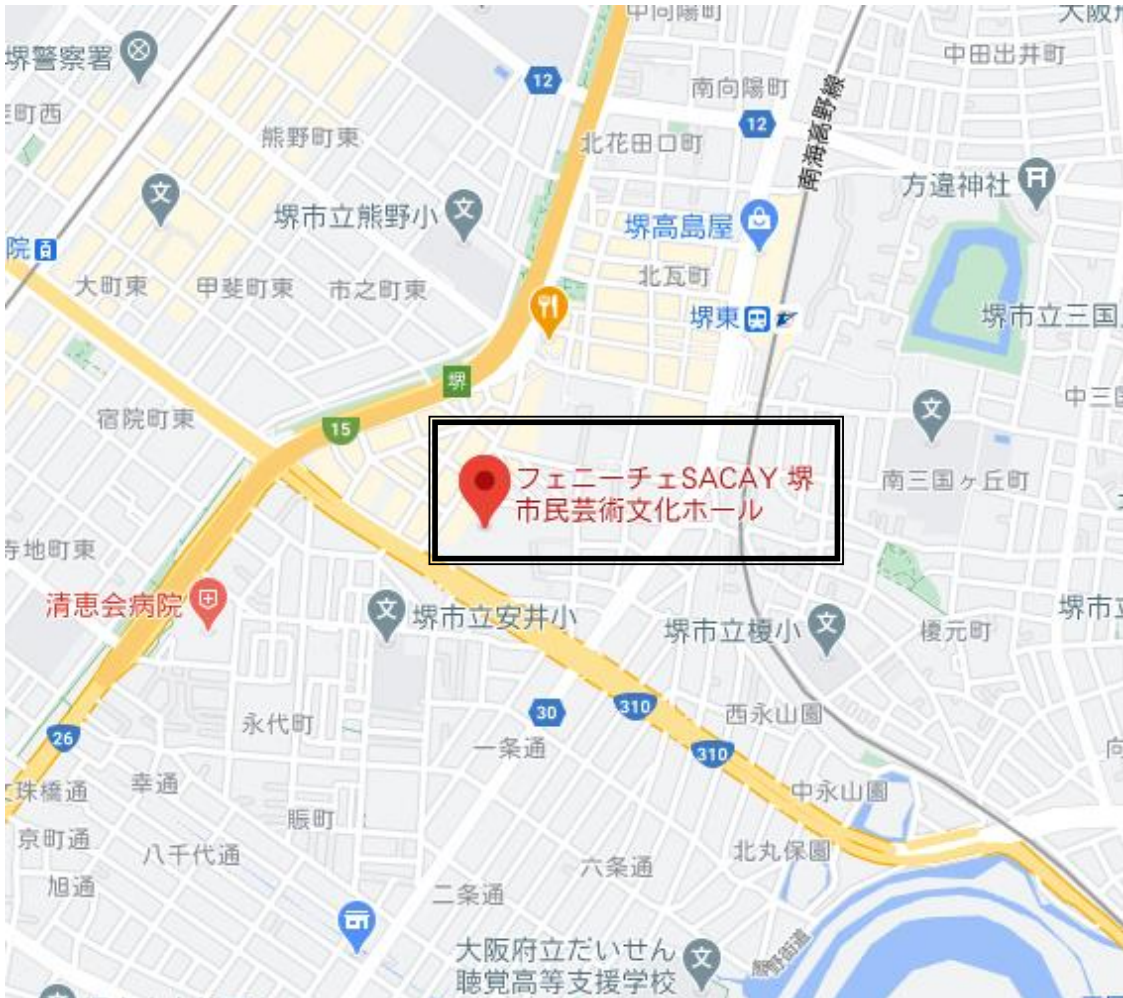 中向陽町
大阪
堺警察署
中田出井町
12
南向陽町
町西
12
南海高野線
熊野町東
北花田口町
方違神社
堺市立熊野小
堺高島屋
院
大町東
甲斐町東
市之町東
北瓦町
堺東
堺市立三国
堺
中三国
宿院町東
15
フェニーチェSACAY 堺
市民芸術文化ホール
南三国ヶ丘町
寺地町東
清恵会病院
堺市立安井小
堺市立榎小
榎元町
堺市立
30
310
西永山園
永代町
26
一条通
310
向
珠橋通
幸通
中永山園
賑町
京町通
八千代通
北丸保園
六条通
旭通
二条通
大阪府立だいせん
聴覚高等支援学校